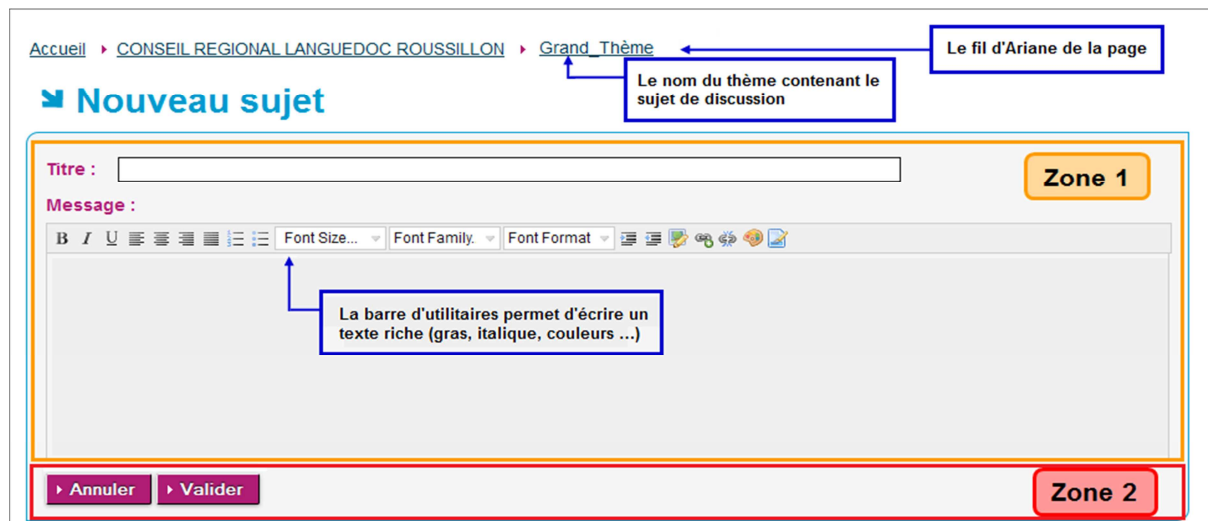 Accueil CONSEIL REGIONAL LANGUEDOC ROUSSILLON Grand_Thème
Le fil d'Ariane de la page
Le nom du thème contenant le
sujet de discussion
Nouveau sujet
Titre :
Zone 1
Message :
B I U Font Size... Font Family. Font Format
La barre d'utilitaires permet d'écrire un
texte riche (gras, italique, couleurs ...)
Annuler Valider
Zone 2